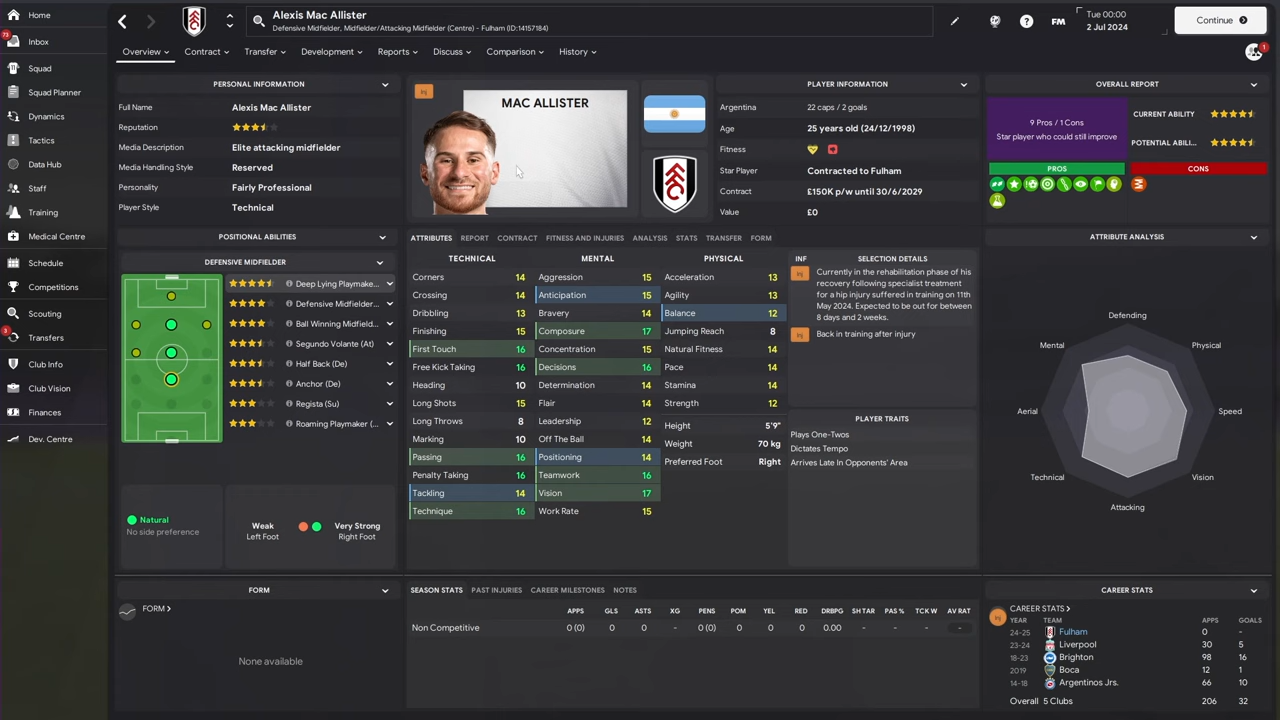 Home
73
Inbox
Squad
Squad Planner
Dynamics
Tactics
Data Hub
Staff
Training
Medical Centre
Schedule
Competitions
Scouting
3
Transfers
Club Info
Club Vision
Finances
Dev. Centre
Alexis Mac Allister
Defensive Midfielder, Midfielder/Attacking Midfielder (Centre) - Fulham (ID:14157184)
?
FM
Tue 00:00
2 Jul 2024
Continue
Overview
Contract
Transfer
Development
Reports
Discuss
Comparison
History
1
PERSONAL INFORMATION
Full Name Alexis Mac Allister
Reputation
Media Description Elite attacking midfielder
Media Handling Style Reserved
Personality Fairly Professional
Player Style Technical
Inj
MAC ALLISTER
PLAYER INFORMATION
Argentina 22 caps / 2 goals
Age 25 years old (24/12/1998)
Fitness
Star Player Contracted to Fulham
Contract £150K p/w until 30/6/2029
Value £0
OVERALL REPORT
9 Pros / 1 Cons
Star player who could still improve
CURRENT ABILITY
POTENTIAL ABILI...
PROS
CONS
POSITIONAL ABILITIES
DEFENSIVE MIDFIELDER
Deep Lying Playmake...
Defensive Midfielder...
Ball Winning Midfield...
Segundo Volante (At)
Half Back (De)
Anchor (De)
Regista (Su)
Roaming Playmaker (...
Natural
No side preference
Weak
Left Foot
Very Strong
Right Foot
ATTRIBUTES
REPORT
CONTRACT
FITNESS AND INJURIES
ANALYSIS
STATS
TRANSFER
FORM
TECHNICAL
Corners 14
Crossing 14
Dribbling 13
Finishing 15
First Touch 16
Free Kick Taking 16
Heading 10
Long Shots 15
Long Throws 8
Marking 10
Passing 16
Penalty Taking 16
Tackling 14
Technique 16
MENTAL
Aggression 15
Anticipation 15
Bravery 14
Composure 17
Concentration 15
Decisions 16
Determination 14
Flair 14
Leadership 12
Off The Ball 14
Positioning 14
Teamwork 16
Vision 17
Work Rate 15
PHYSICAL
Acceleration 13
Agility 13
Balance 12
Jumping Reach 8
Natural Fitness 14
Pace 14
Stamina 14
Strength 12
Height 5'9"
Weight 70 kg
Preferred Foot Right
INF
SELECTION DETAILS
Inj
Currently in the rehabilitation phase of his
recovery following specialist treatment
for a hip injury suffered in training on 11th
May 2024. Expected to be out for between
8 days and 2 weeks.
Inj
Back in training after injury
PLAYER TRAITS
Plays One-Twos
Dictates Tempo
Arrives Late In Opponents' Area
ATTRIBUTE ANALYSIS
Defending
Physical
Speed
Vision
Attacking
Technical
Aerial
Mental
FORM
FORM
None available
SEASON STATS
PAST INJURIES
CAREER MILESTONES
NOTES
APPS GLS ASTS XG PENS POM YEL RED DRBPG SH TAR PAS % TCK W AV RAT
Non Competitive 0 (0) 0 0 - 0 (0) 0 0 0 0.00 - - - -
CAREER STATS
Inj
CAREER STATS
YEAR TEAM APPS GOALS
24-25 Fulham 0 -
23-24 Liverpool 30 5
18-23 Brighton 98 16
2019 Boca 12 1
14-18 Argentinos Jrs. 66 10
Overall 5 Clubs 206 32